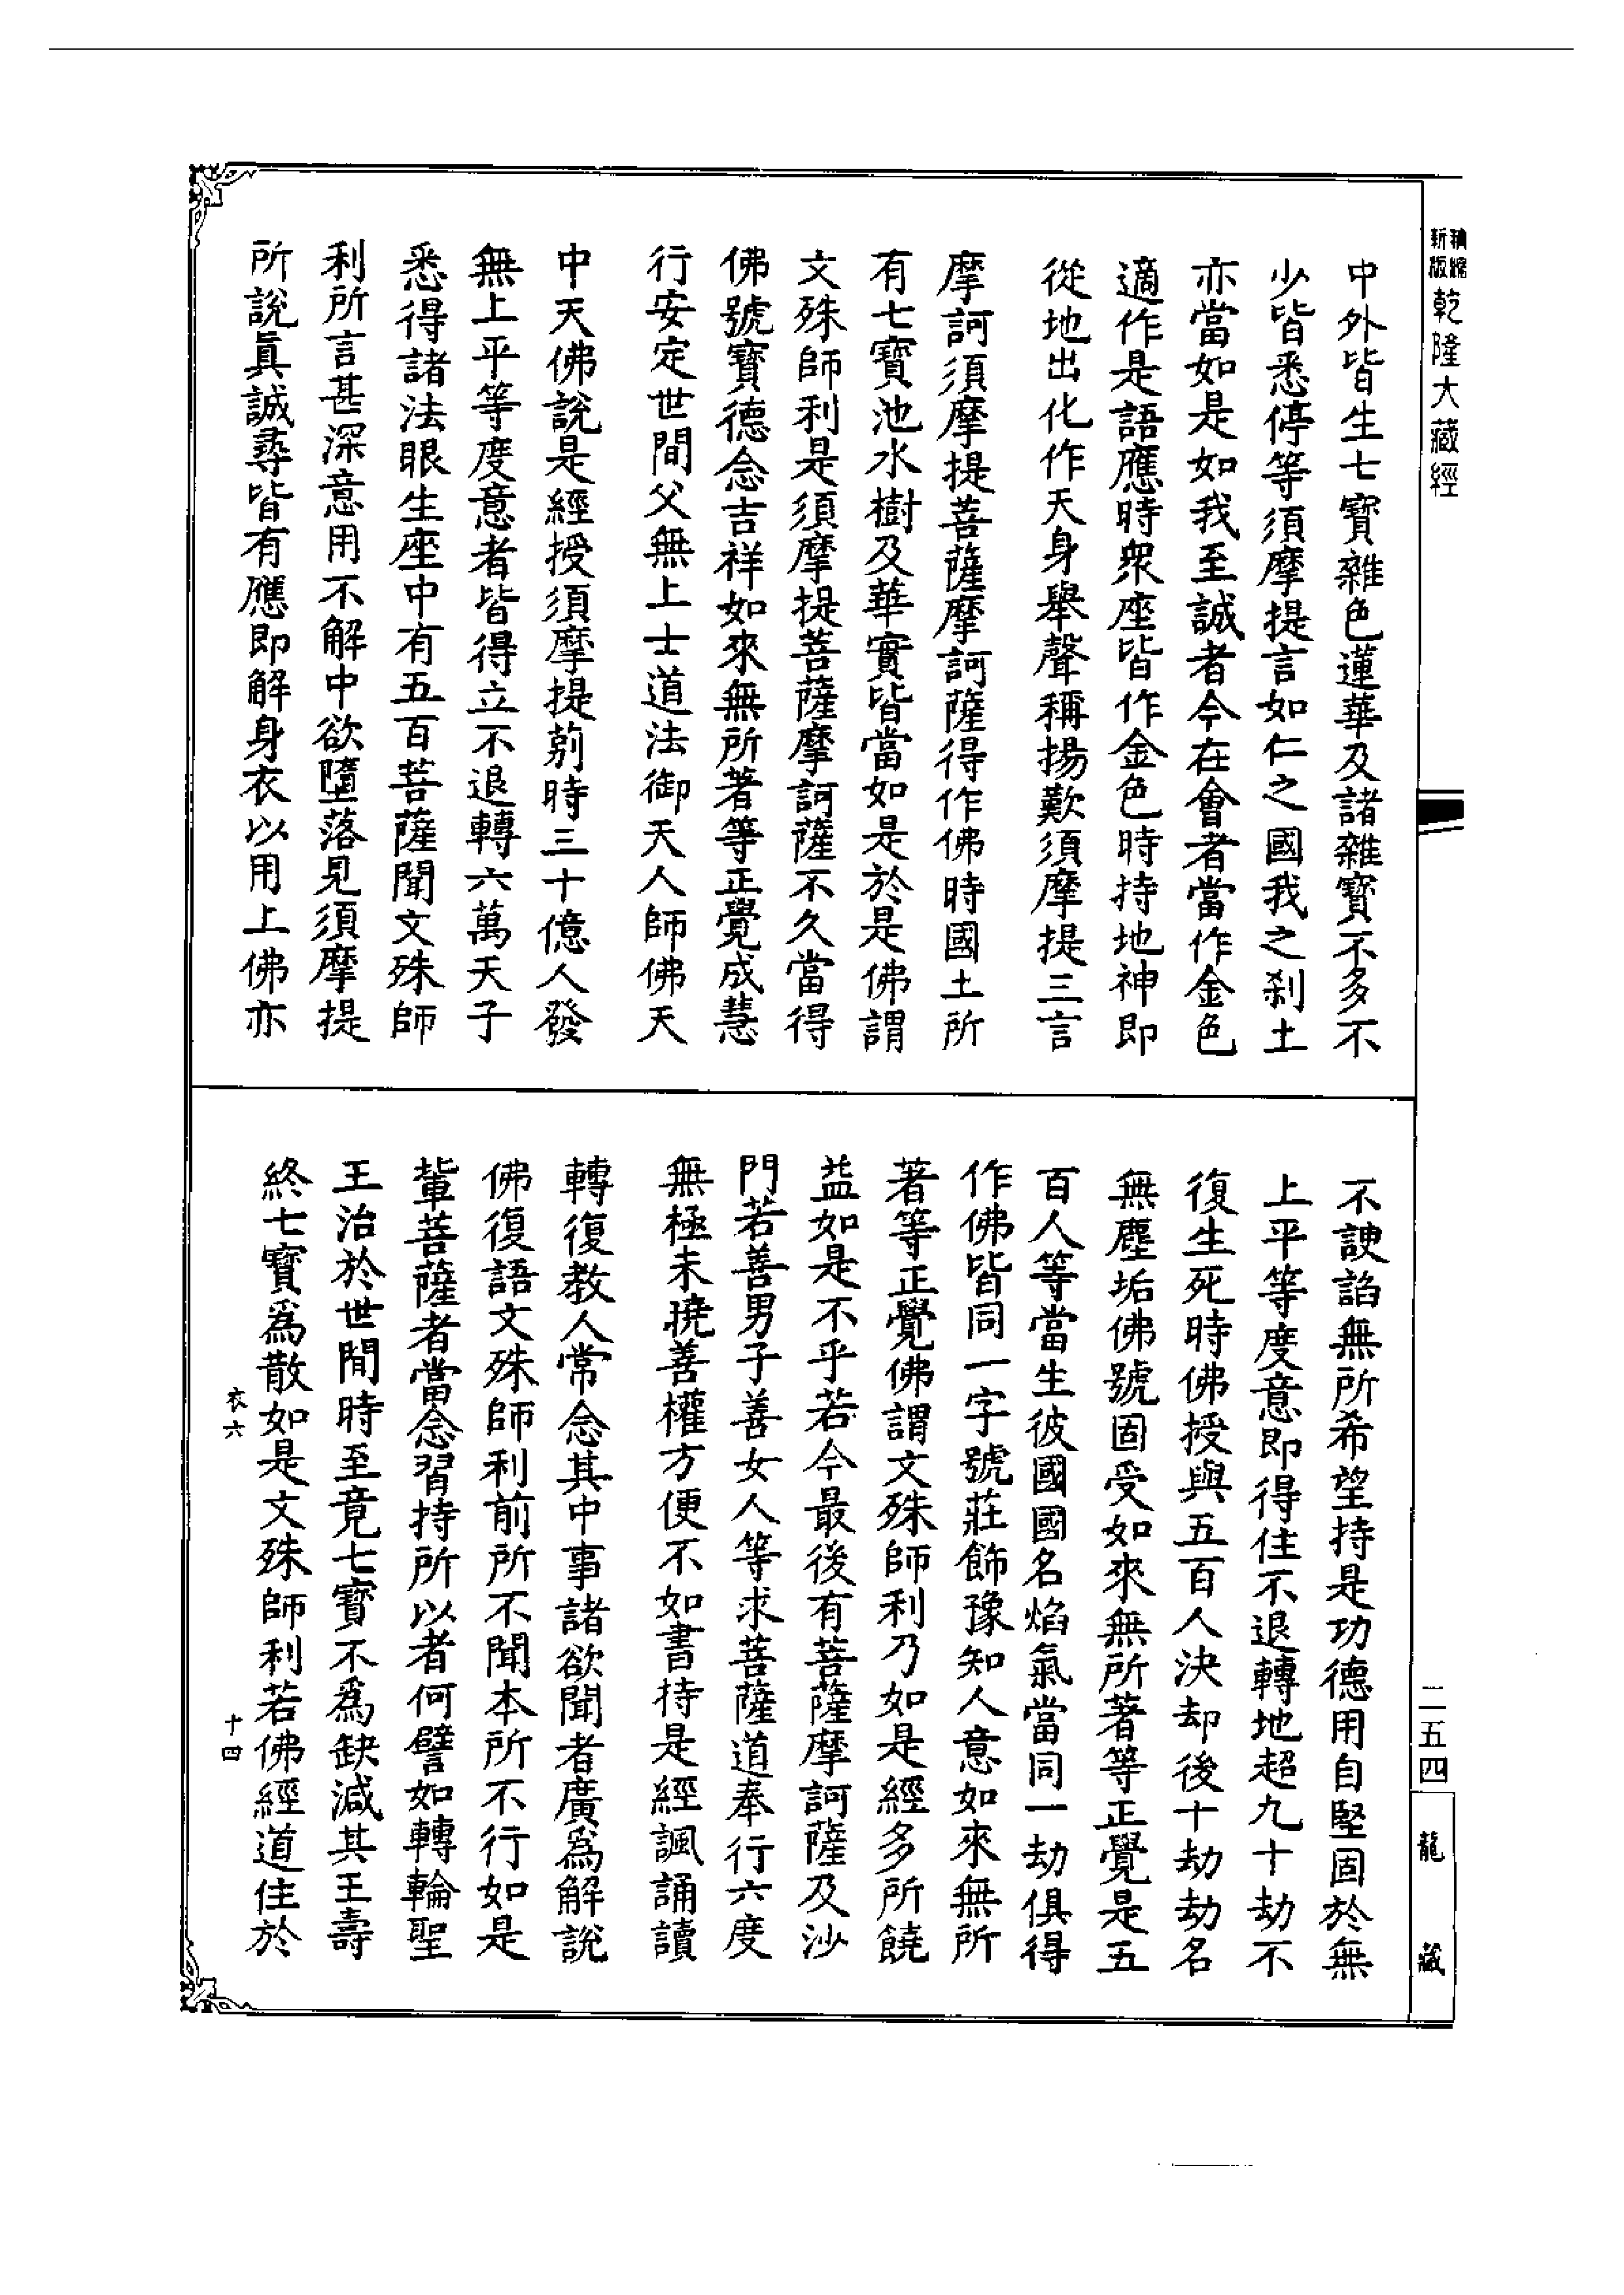 精縮
新版
乾隆大藏經
中外皆生七寶雜色蓮華及諸雜寶不多不
少皆悉停等須摩提言如仁之國我之刹土
亦當如是如我至誠者今在會者當作金色
適作是語應時衆座皆作金色時持地神即
從地出化作天身舉聲稱揚歎須摩提三言
摩訶須摩提菩薩摩訶薩得作佛時國土所
有七寶池水樹及華實皆當如是於是佛謂
文殊師利是須摩提菩薩摩訶薩不久當得
佛號寶德念吉祥如來無所著等正覺成慧
行安定世間父無上士道法御天人師佛天
中天佛說是經授須摩提莂時三十億人發
無上平等度意者皆得立不退轉六萬天子
悉得諸法眼生座中有五百菩薩聞文殊師
利所言甚深意用不解中欲墮落見須摩提
所說眞誠尋皆有應即解身衣以用上佛亦
不諛諂無所希望持是功德用自堅固於無
上平等度意即得住不退轉地超九十劫不
復生死時佛授與五百人決却後十劫劫名
無塵垢佛號固受如來無所著等正覺是五
百人等當生彼國國名焰氣當同一劫俱得
作佛皆同一字號莊飾豫知人意如來無所
著等正覺佛謂文殊師利乃如是經多所饒
益如是不乎若今最後有菩薩摩訶薩及沙
門若善男子善女人等求菩薩道奉行六度
無極未曉善權方便不如書持是經諷誦讀
轉復教人常念其中事諸欲聞者廣爲解說
佛復語文殊師利前所不聞本所不行如是
輩菩薩者當念習持所以者何譬如轉輪聖
王治於世間時至竟七寶不爲缺減其王壽
終七寶爲散如是文殊師利若佛經道住於
衣六
十四
二五四
龍藏